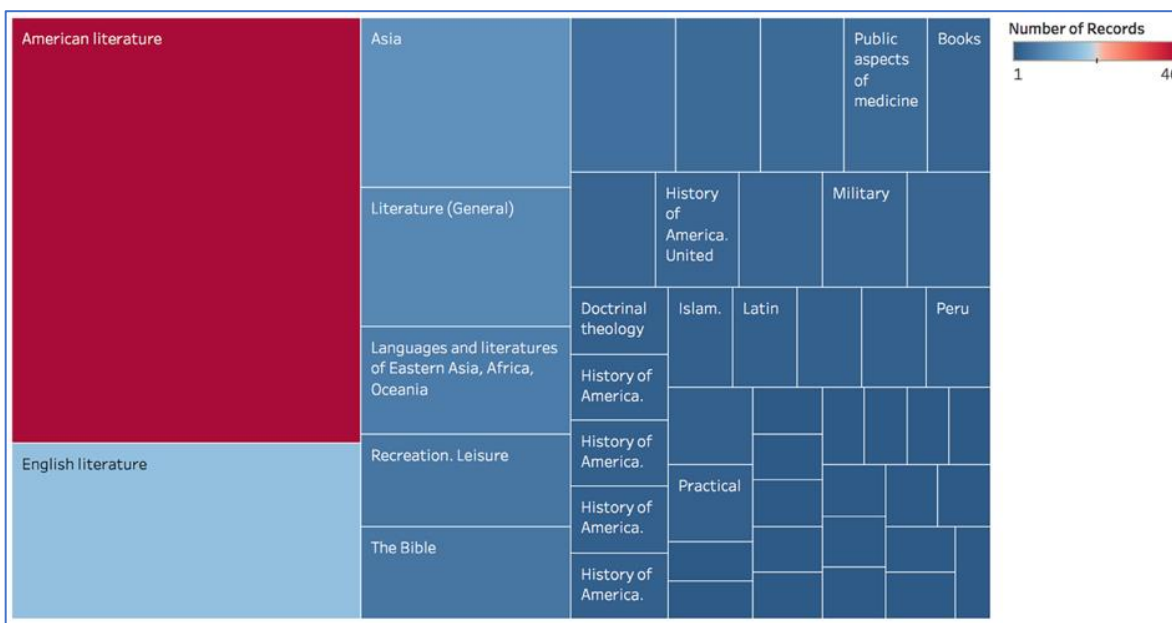 American literature
English literature
Asia
Literature (General)
Languages and literatures
of Eastern Asia, Africa,
Oceania
Recreation. Leisure
The Bible
Public
aspects
of
medicine
Books
History
of
America.
United
Military
Doctrinal
theology
Islam.
Latin
Peru
History of
America.
History of
America.
History of
America.
History of
America.
Practical
Number of Records
1